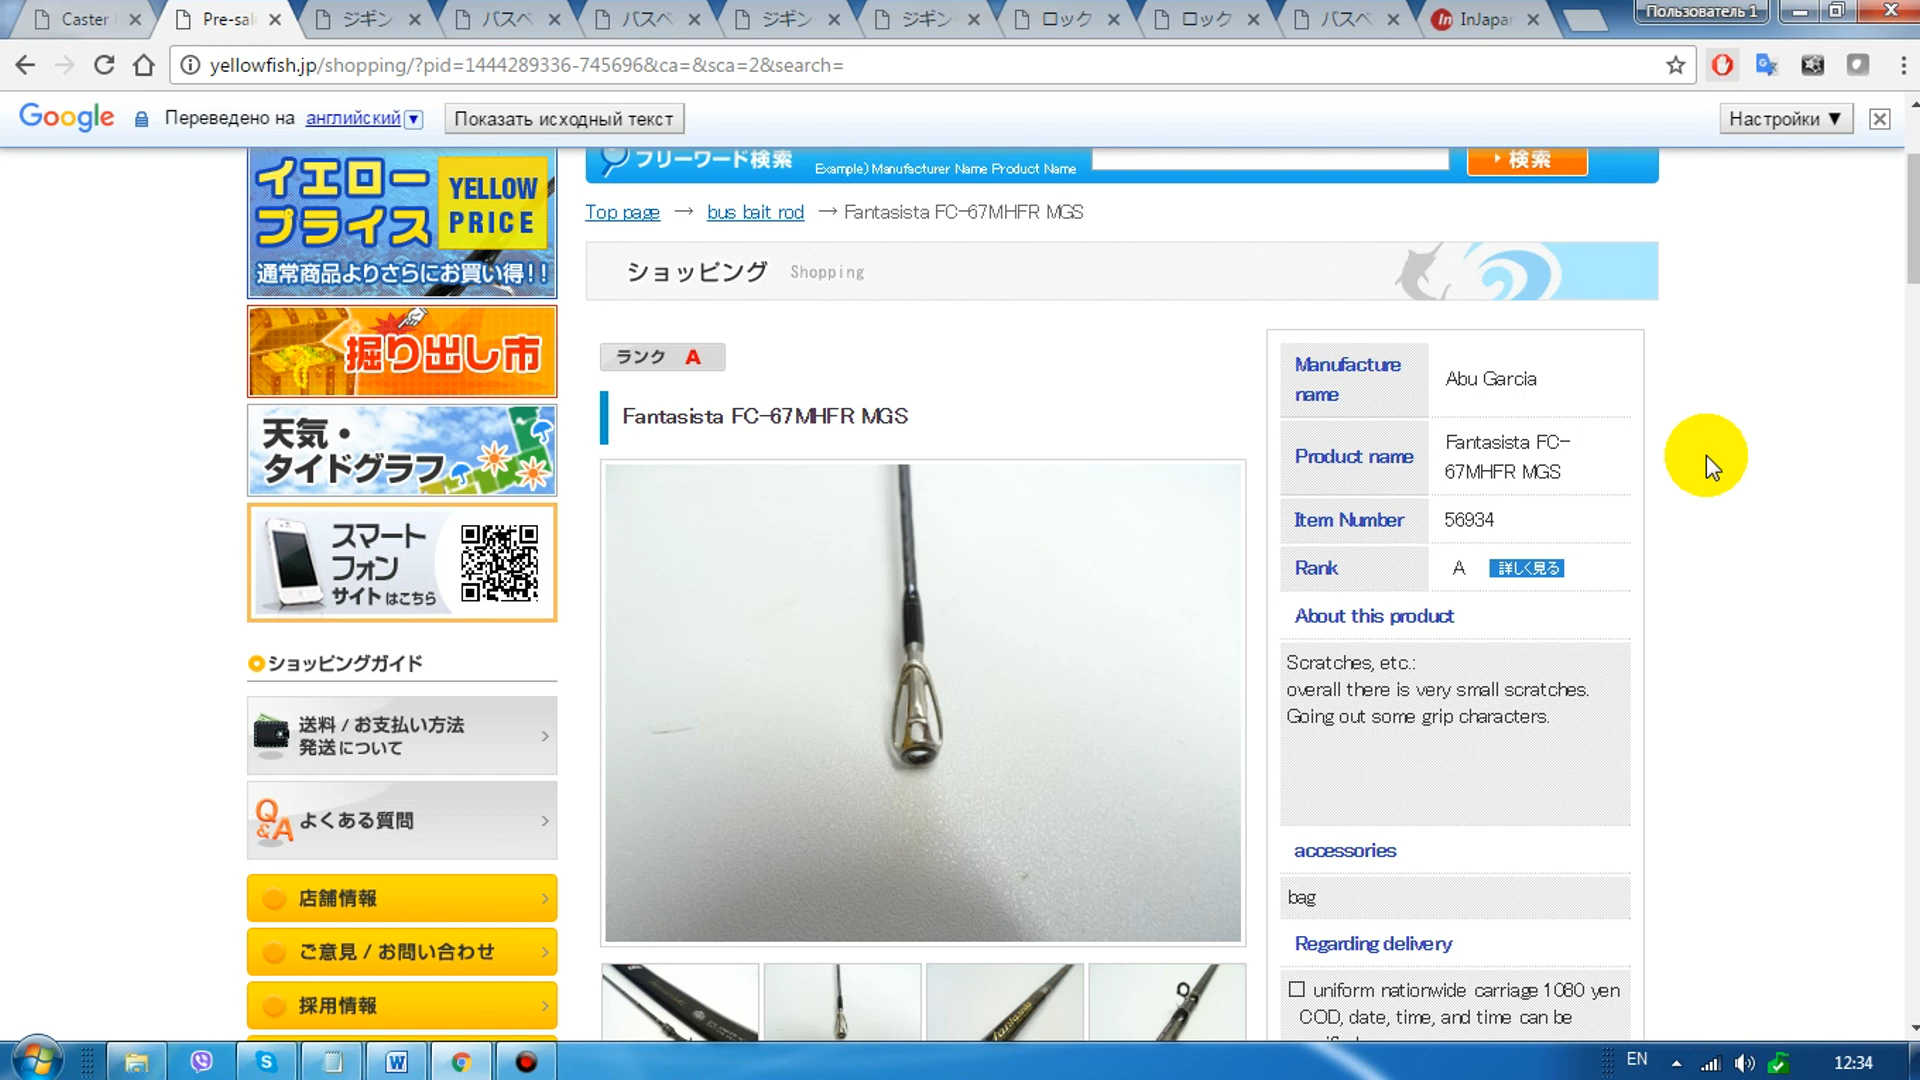 Caster
Pre-sal
ジギン
バスベ
バスベ
ジギン
ジギン
ロック
ロック
バスベ
InJapan
Пользователь 1
yellowfish.jp/shopping/?pid=1444289336-745696&ca=&sca=2&search=
Google
Переведено на английский
Показать исходный текст
Настройки ▼
イエロー
プライス
YELLOW
PRICE
通常商品よりさらにお買い得!!
掘り出し市
天気・
タイドグラフ
スマート
フォン
サイトはこちら
ショッピングガイド
送料 / お支払い方法
発送について
Q&A
よくある質問
店舗情報
ご意見 / お問い合わせ
採用情報
フリーワード検索
Example) Manufacturer Name Product Name
検索
Top page → bus bait rod → Fantasista FC-67MHFR MGS
ショッピング Shopping
ランク A
Fantasista FC-67MHFR MGS
Manufacture
name
Abu Garcia
Product name
Fantasista FC-
67MHFR MGS
Item Number
56934
Rank
A
詳しく見る
About this product
Scratches, etc.:
overall there is very small scratches.
Going out some grip characters.
accessories
bag
Regarding delivery
□ uniform nationwide carriage 1080 yen
COD, date, time, and time can be
EN
12:34